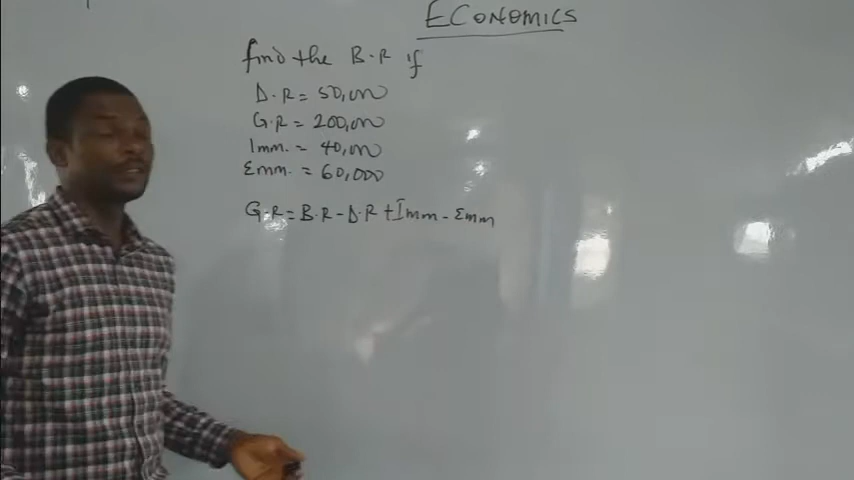 ECONOMICS
find the B.R if
D.R = 50,000
G.R = 200,000
Imm. = 40,000
Emm. = 60,000
G.R = B.R - D.R + Imm - Emm